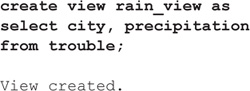 create view rain_view as
select city, precipitation
from trouble;
View created.